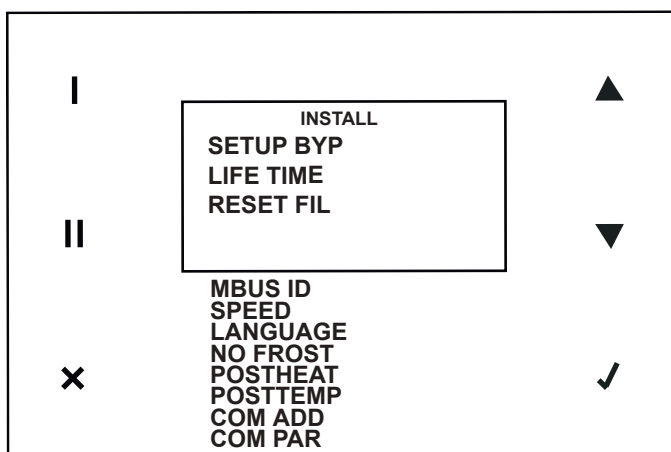 I
INSTALL
SETUP BYP
LIFE TIME
RESET FIL
II
MBUS ID
SPEED
LANGUAGE
NO FROST
POSTHEAT
POSTTEMP
COM ADD
COM PAR